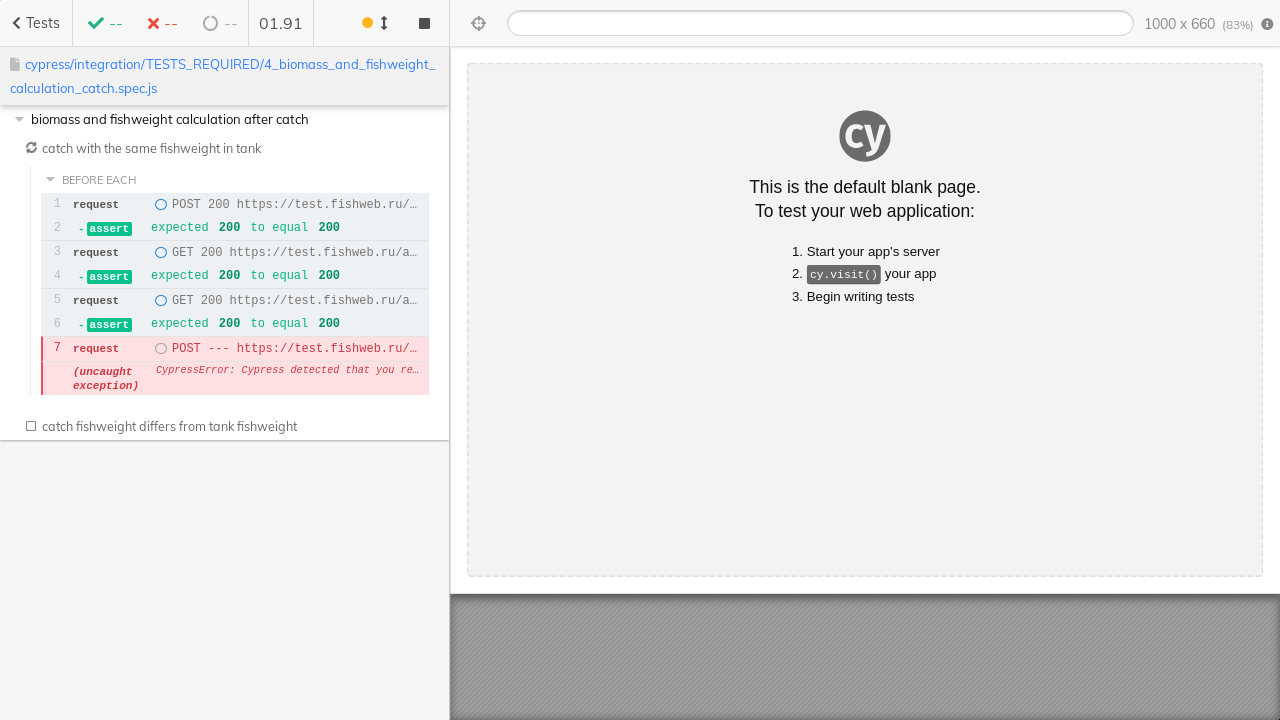 Tests -- -- -- 01.91
1000 x 660 (83%)
cypress/integration/TESTS_REQUIRED/4_biomass_and_fishweight_
calculation_catch.spec.js
biomass and fishweight calculation after catch
catch with the same fishweight in tank
BEFORE EACH
1 request POST 200 https://test.fishweb.ru/…
2 -assert expected 200 to equal 200
3 request GET 200 https://test.fishweb.ru/a…
4 -assert expected 200 to equal 200
5 request GET 200 https://test.fishweb.ru/a…
6 -assert expected 200 to equal 200
7 request POST --- https://test.fishweb.ru/…
(uncaught CypressError: Cypress detected that you re…
exception)
catch fishweight differs from tank fishweight
cy
This is the default blank page.
To test your web application:
1. Start your app's server
2. cy.visit() your app
3. Begin writing tests